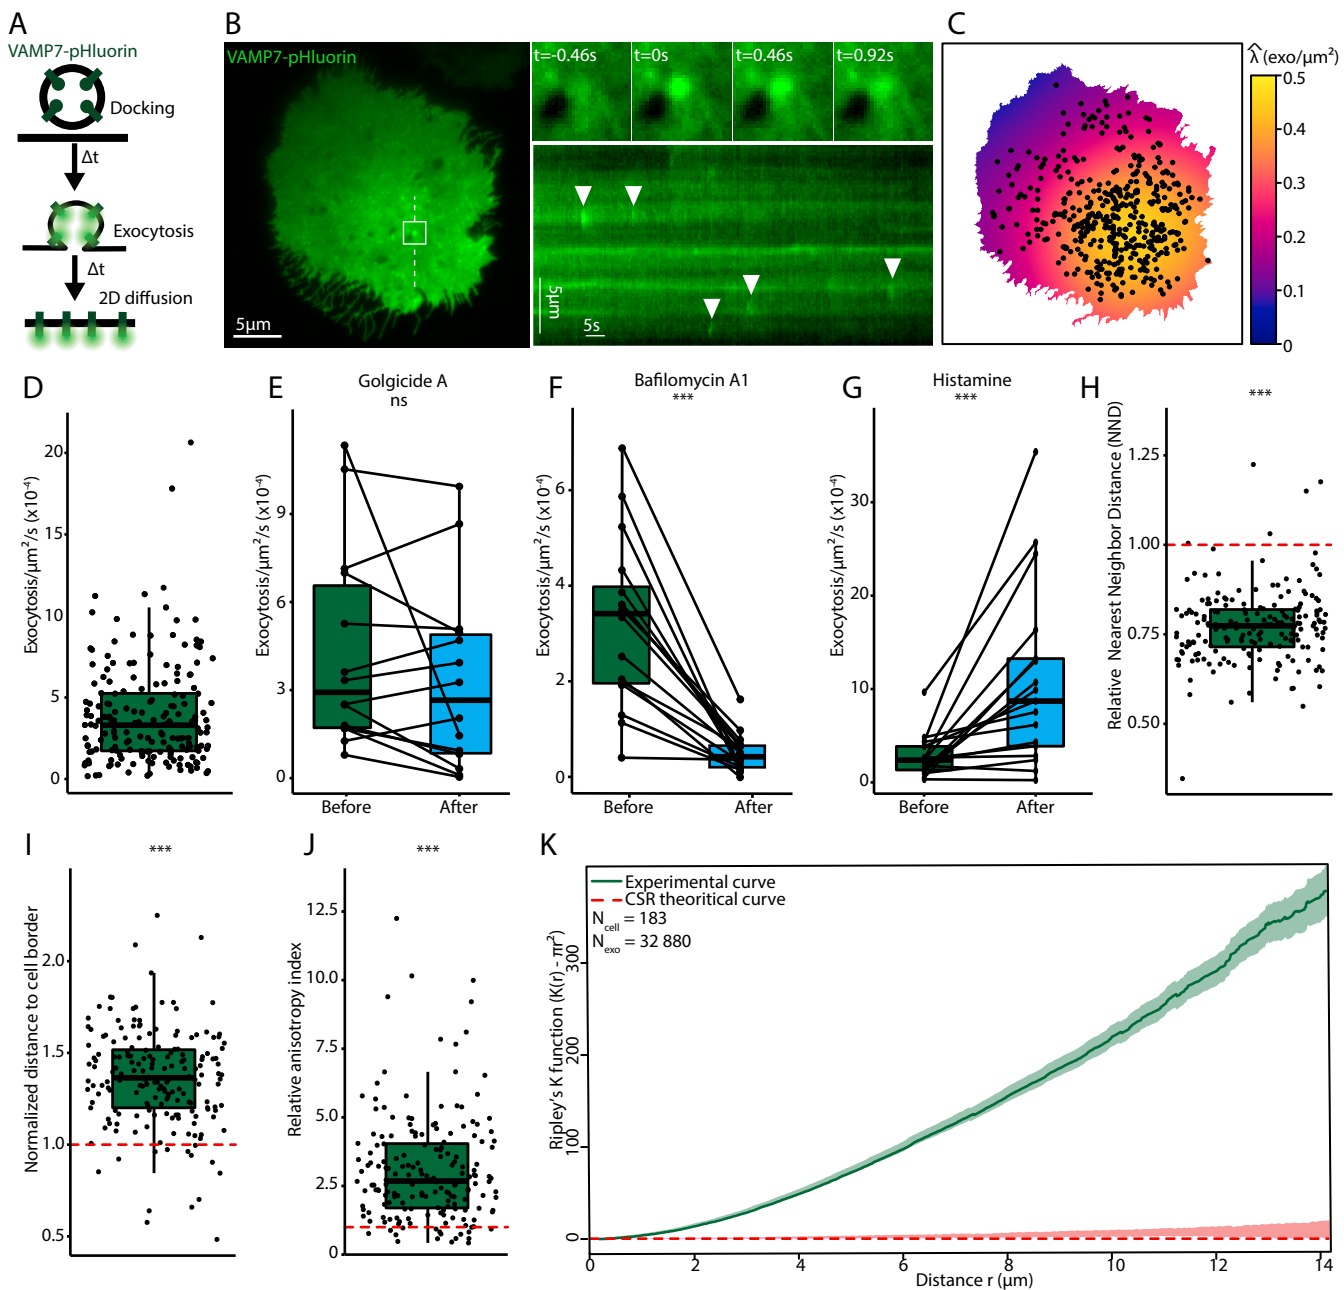 A
VAMP7-pHluorin
Docking
Δt
Exocytosis
Δt
2D diffusion
B
VAMP7-pHluorin
5μm
t=-0.46s
t=0s
t=0.46s
t=0.92s
5μm
5s
C
λ̂ (exo/μm²)
0.5
0.4
0.3
0.2
0.1
0
D
Exocytosis/μm²/s (x10⁻⁴)
20
15
10
5
0
E
Golgicide A
ns
Exocytosis/μm²/s (x10⁻⁴)
9
6
3
0
Before
After
F
Bafilomycin A1
***
Exocytosis/μm²/s (x10⁻⁴)
6
4
2
0
Before
After
G
Histamine
***
Exocytosis/μm²/s (x10⁻⁴)
30
20
10
0
Before
After
H
***
Relative Nearest Neighbor Distance (NND)
1.25
1.00
0.75
0.50
I
***
Normalized distance to cell border
2.0
1.5
1.0
0.5
J
***
Relative anisotropy index
12.5
10.0
7.5
5.0
2.5
0
K
Experimental curve
CSR theoritical curve
N_cell = 183
N_exo = 32 880
Ripley's K function (K(r) - πr²)
300
200
100
0
0 2 4 6 8 10 12 14
Distance r (μm)